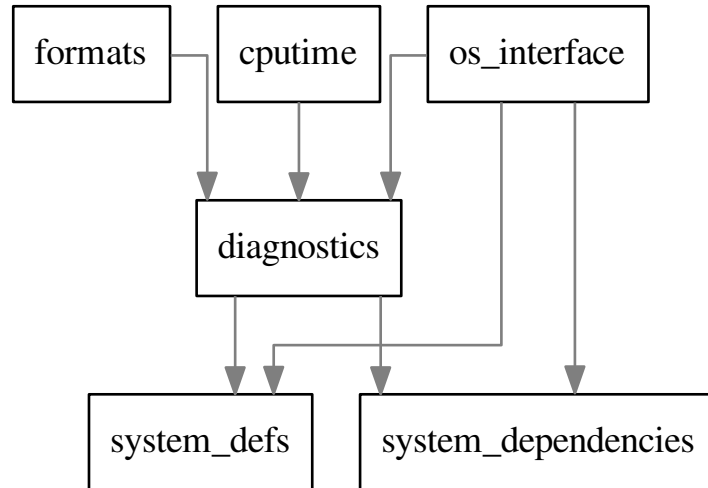 formats
cputime
os_interface
diagnostics
system_defs
system_dependencies